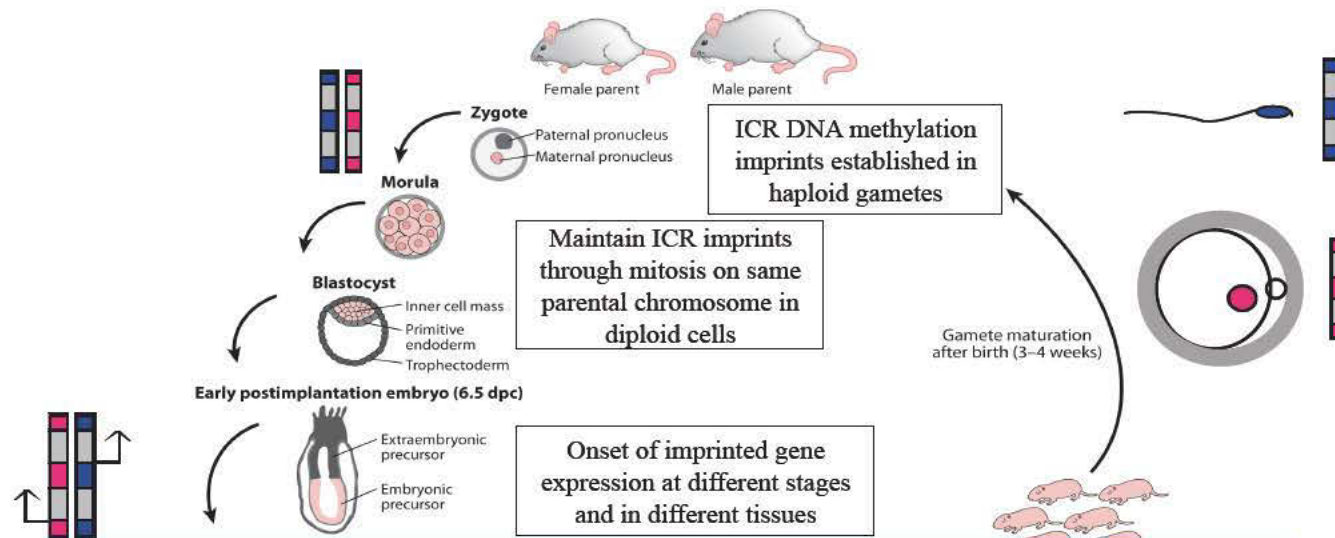 Female parent
Male parent
Zygote
Paternal pronucleus
Maternal pronucleus
ICR DNA methylation
imprints established in
haploid gametes
Morula
Maintain ICR imprints
through mitosis on same
parental chromosome in
diploid cells
Blastocyst
Inner cell mass
Primitive
endoderm
Trophectoderm
Gamete maturation
after birth (3–4 weeks)
Early postimplantation embryo (6.5 dpc)
Extraembryonic
precursor
Embryonic
precursor
Onset of imprinted gene
expression at different stages
and in different tissues